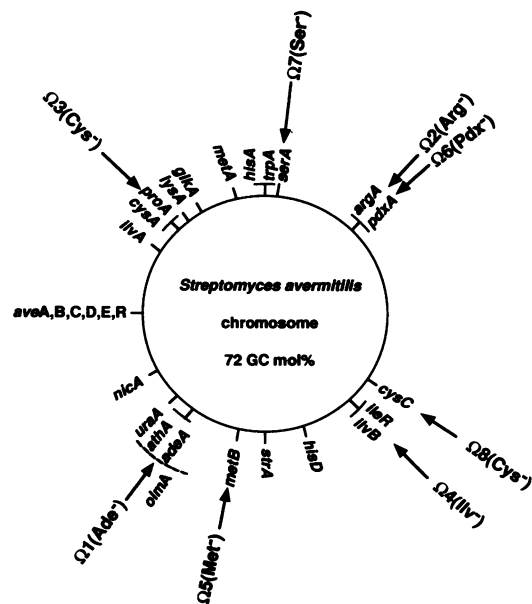 Ω7(Ser⁻)
Ω3(Cys⁻)
Ω2(Arg⁻)
Ω6(Pdx⁻)
metA
hisA
trpA
serA
glkA
lysA
proA
cysA
ilvA
argA
pdxA
Streptomyces avermitilis
chromosome
72 GC mol%
aveA,B,C,D,E,R
nicA
uraA
athA
adeA
olmA
metB
strA
hisD
cysC
ileR
ilvB
Ω8(Cys⁻)
Ω4(Ilv⁻)
Ω1(Ade⁻)
Ω5(Met⁻)